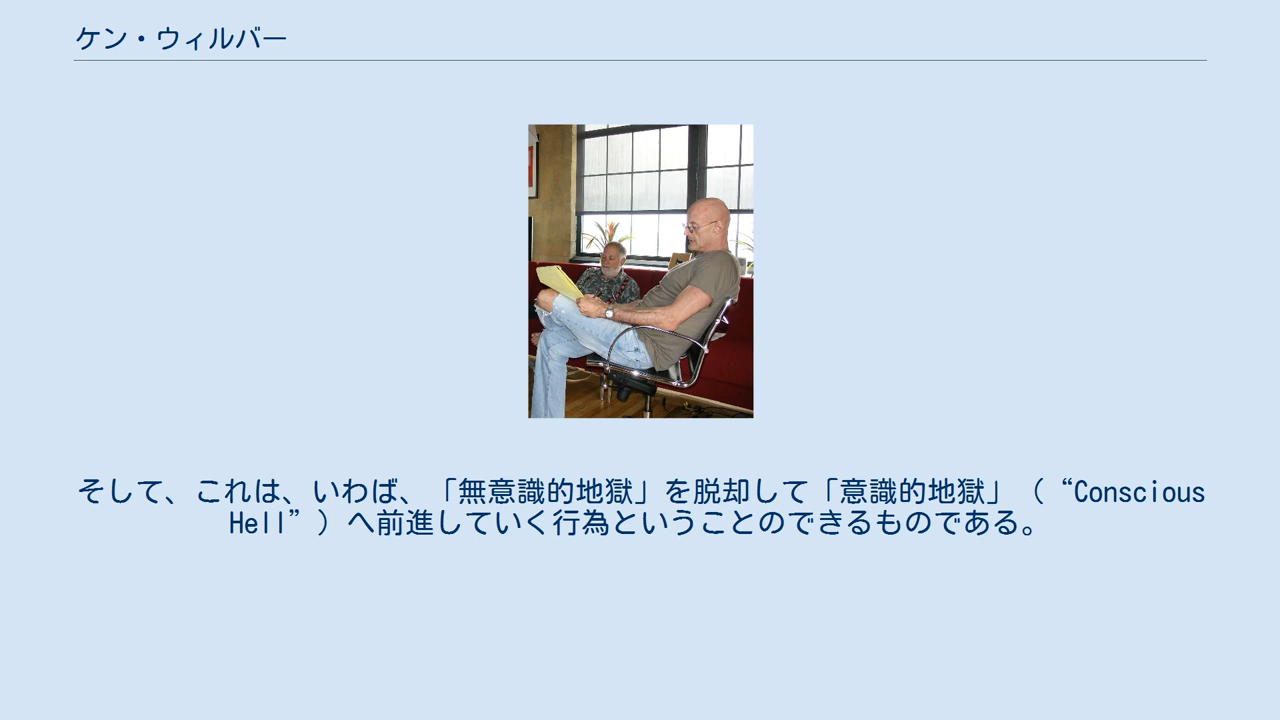 ケン・ウィルバー
そして、これは、いわば、「無意識的地獄」を脱却して「意識的地獄」（“Conscious
Hell”）へ前進していく行為ということのできるものである。